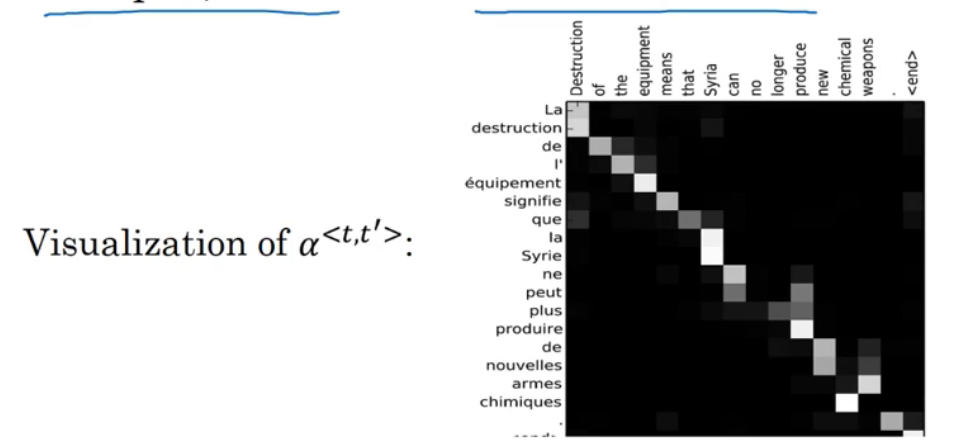 Visualization of α^<t,t′>:
Destruction
of
the
equipment
means
that
Syria
can
no
longer
produce
new
chemical
weapons
.
<end>
La
destruction
de
l'
équipement
signifie
que
la
Syrie
ne
peut
plus
produire
de
nouvelles
armes
chimiques
.